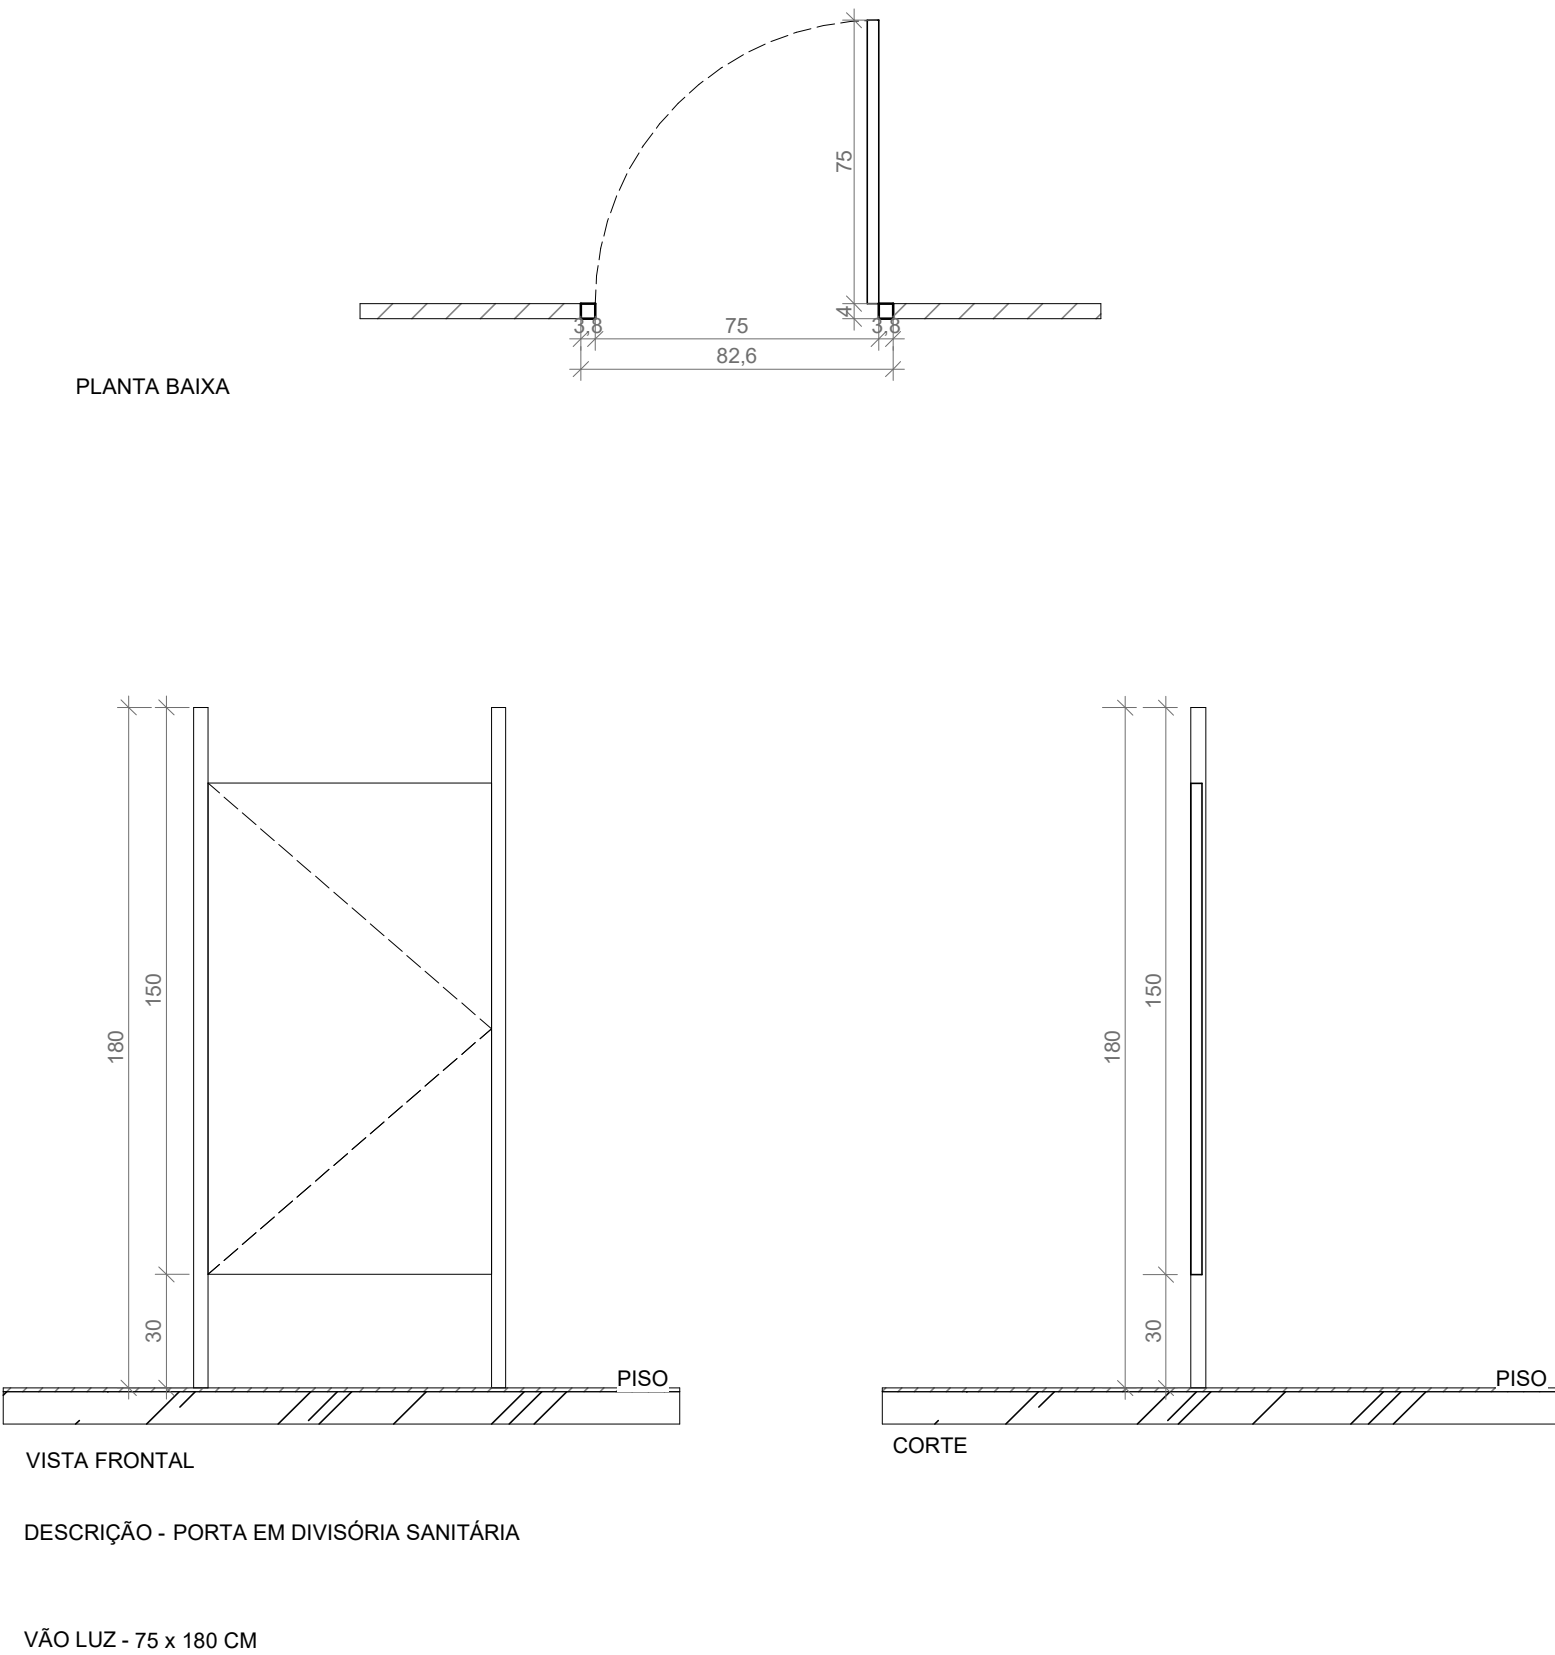 75
4
3,8
75
3,8
82,6
PLANTA BAIXA
180
150
30
PISO
VISTA FRONTAL
180
150
30
PISO
CORTE
DESCRIÇÃO - PORTA EM DIVISÓRIA SANITÁRIA
VÃO LUZ - 75 x 180 CM